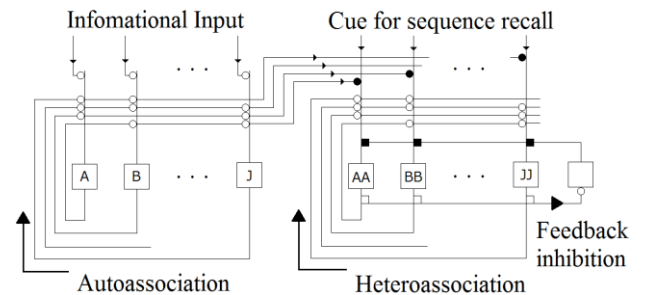 Infomational Input
Cue for sequence recall
A B J
AA BB JJ
Feedback
inhibition
Autoassociation
Heteroassociation